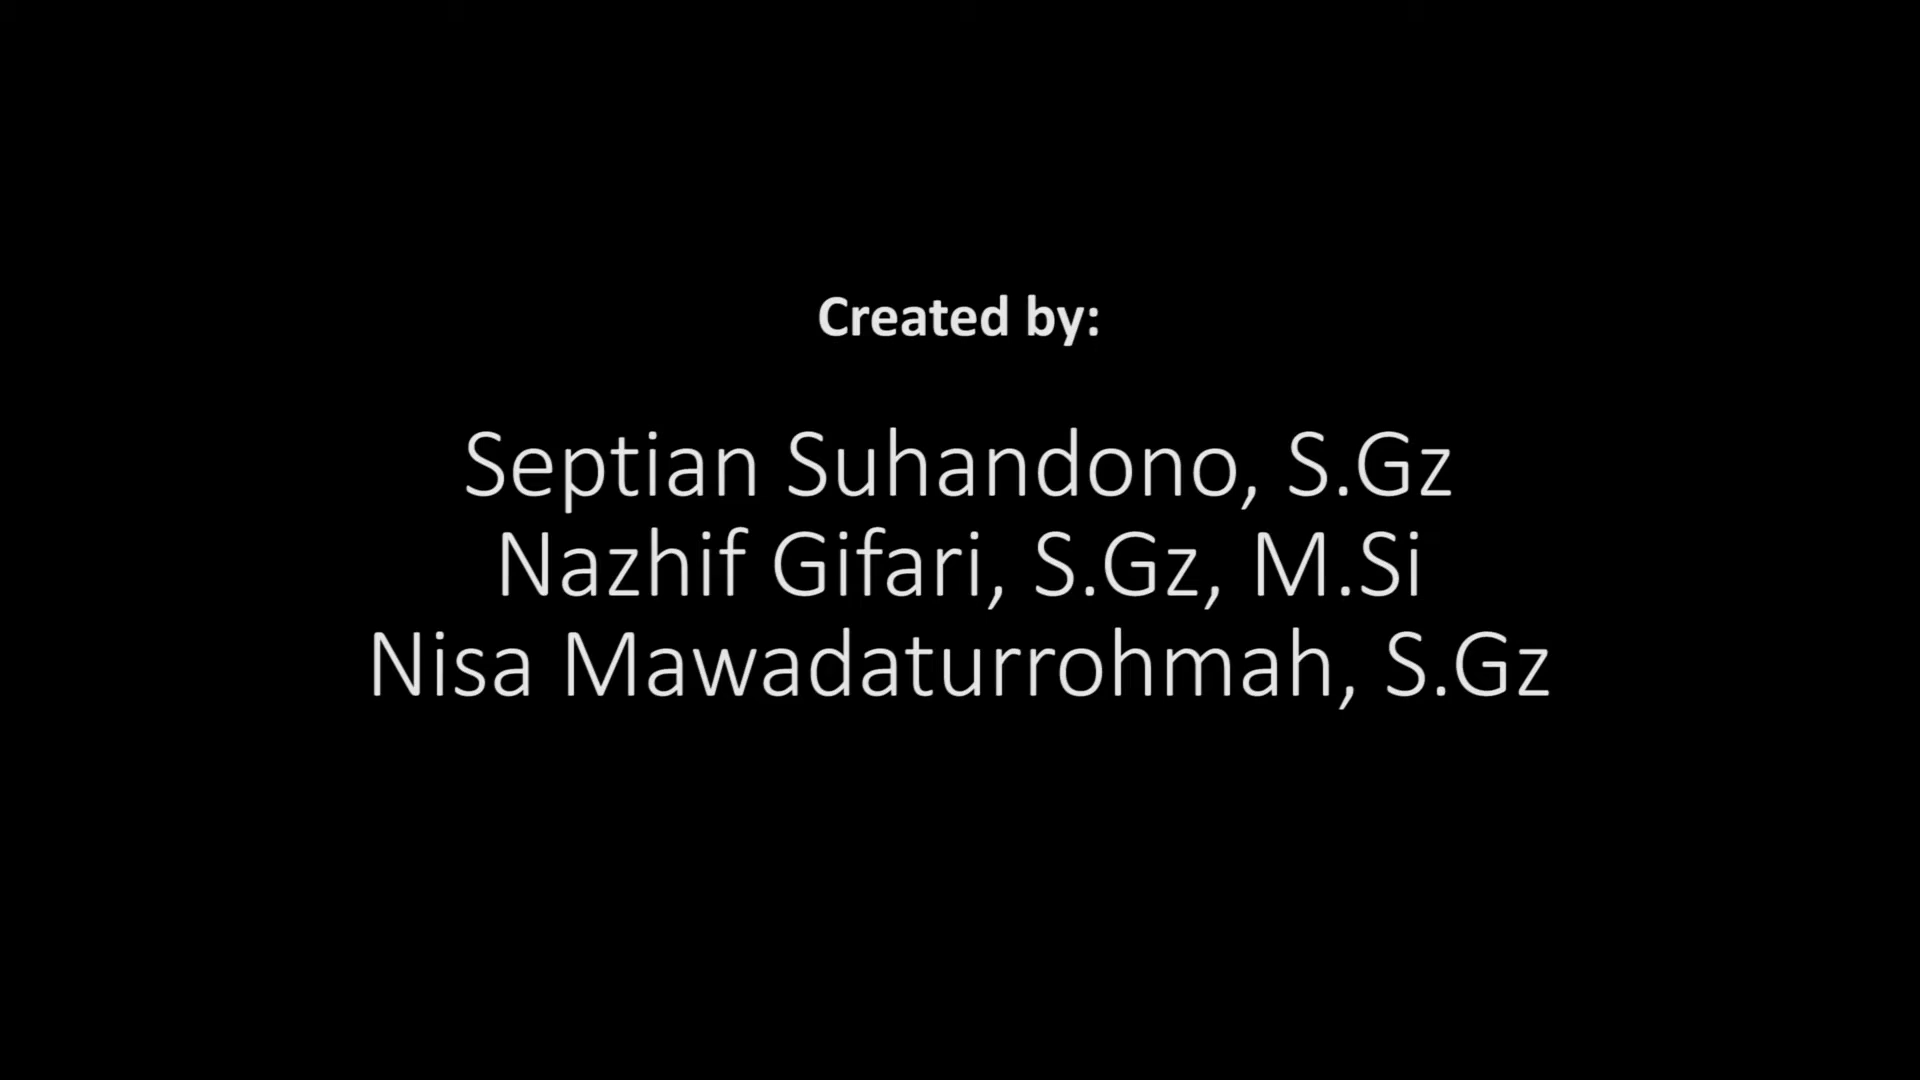 Created by:
Septian Suhandono, S.Gz
Nazhif Gifari, S.Gz, M.Si
Nisa Mawadaturrohmah, S.Gz